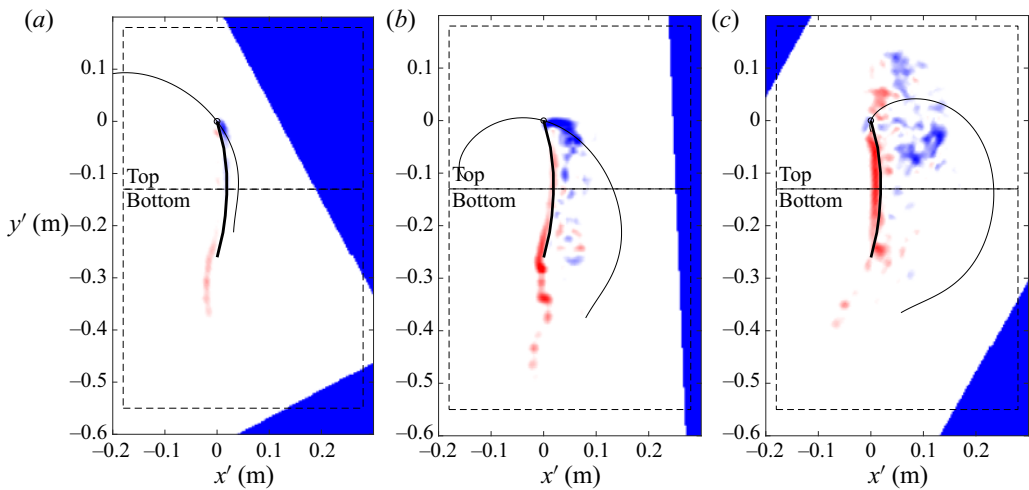 (a) (b) (c)
0.1 0.1 0.1
0 0 0
–0.1 –0.1 –0.1
Top Top Top
Bottom Bottom Bottom
y′ (m) –0.2 –0.2 –0.2
–0.3 –0.3 –0.3
–0.4 –0.4 –0.4
–0.5 –0.5 –0.5
–0.6 –0.6 –0.6
–0.2 –0.1 0 0.1 0.2 –0.2 –0.1 0 0.1 0.2 –0.2 –0.1 0 0.1 0.2
x′ (m) x′ (m) x′ (m)